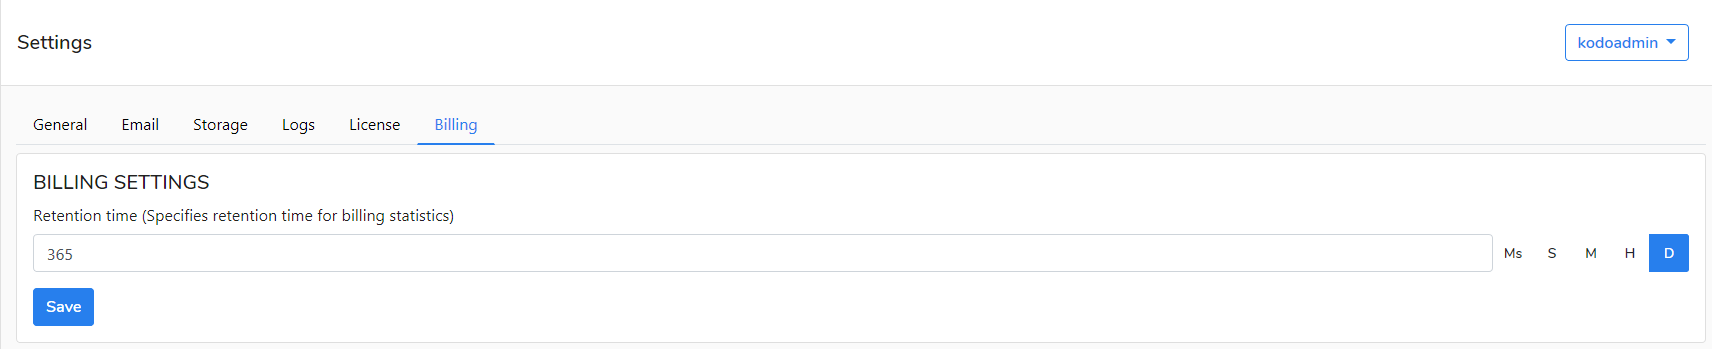 Settings
kodoadmin
General Email Storage Logs License Billing
BILLING SETTINGS
Retention time (Specifies retention time for billing statistics)
365 Ms S M H D
Save